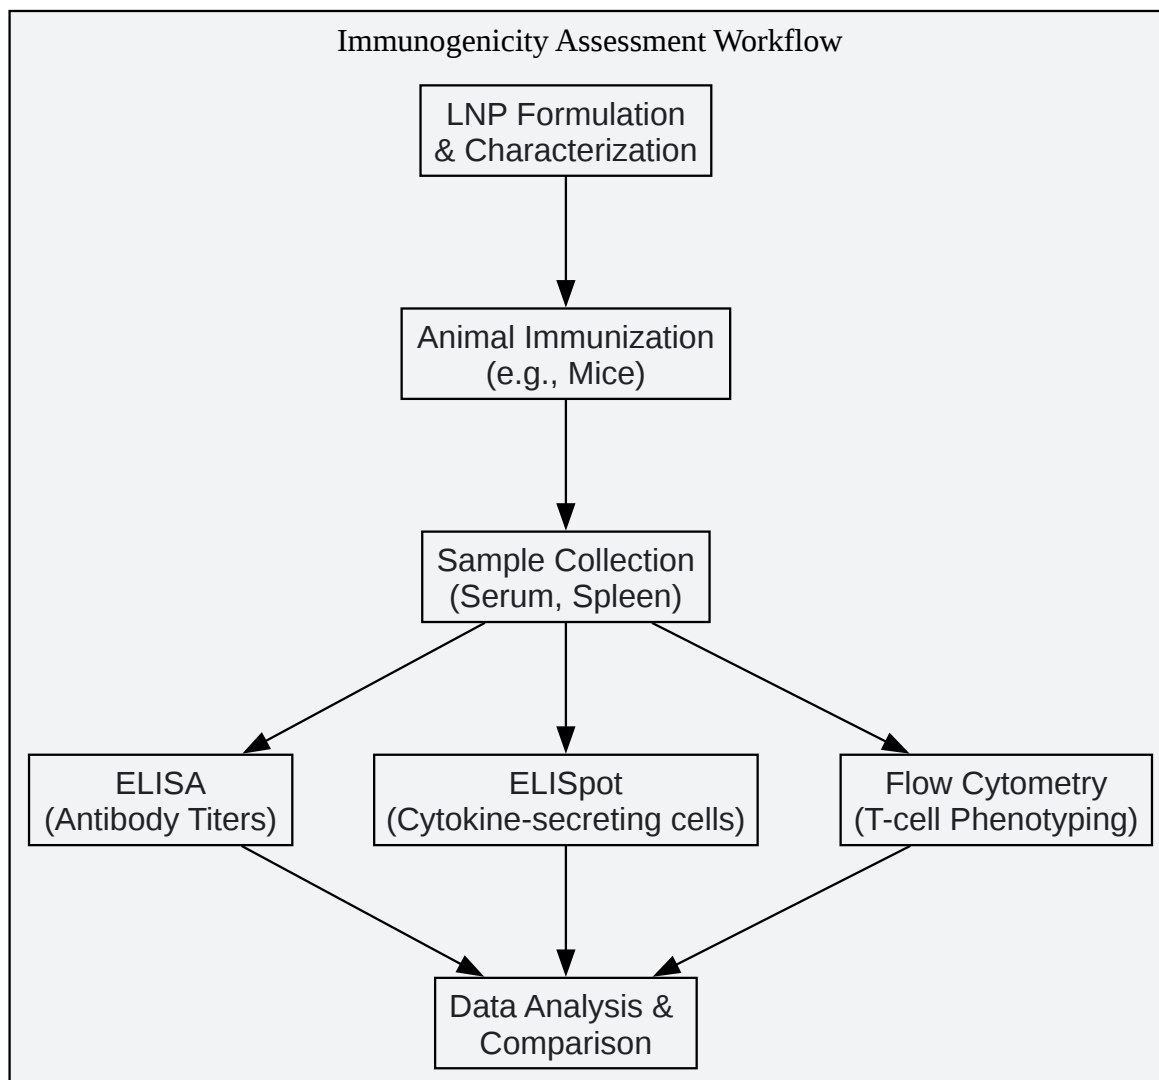 Immunogenicity Assessment Workflow
LNP Formulation
& Characterization
Animal Immunization
(e.g., Mice)
Sample Collection
(Serum, Spleen)
ELISA
(Antibody Titers)
ELISpot
(Cytokine-secreting cells)
Flow Cytometry
(T-cell Phenotyping)
Data Analysis &
Comparison